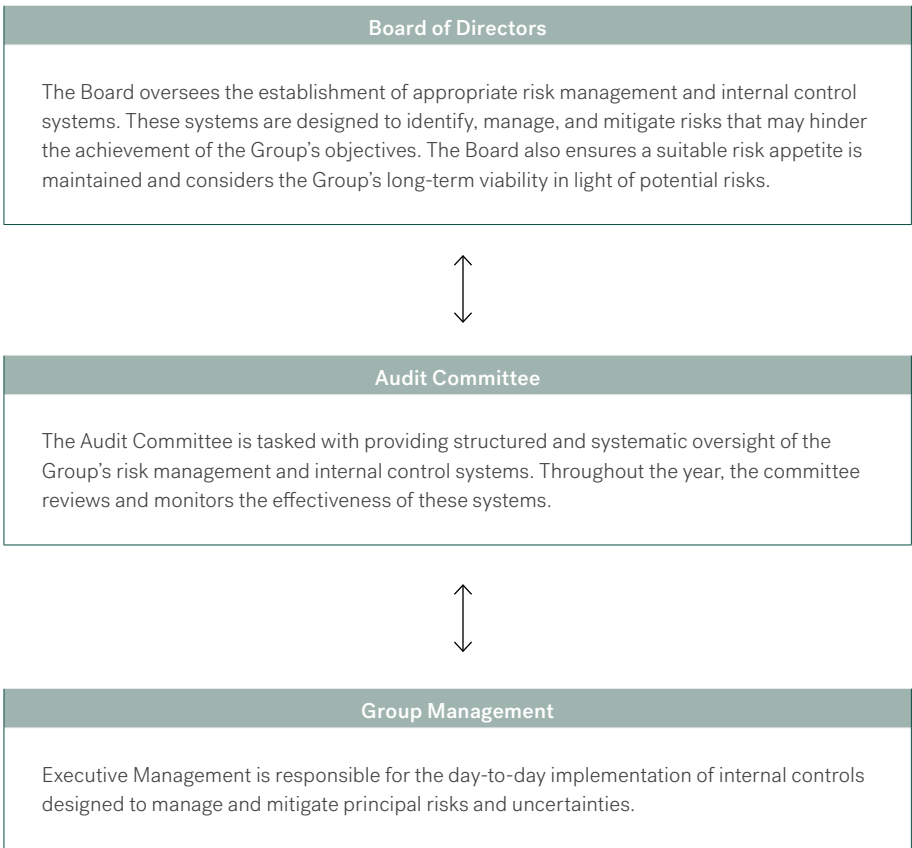 Board of Directors
The Board oversees the establishment of appropriate risk management and internal control
systems. These systems are designed to identify, manage, and mitigate risks that may hinder
the achievement of the Group’s objectives. The Board also ensures a suitable risk appetite is
maintained and considers the Group’s long-term viability in light of potential risks.
Audit Committee
The Audit Committee is tasked with providing structured and systematic oversight of the
Group’s risk management and internal control systems. Throughout the year, the committee
reviews and monitors the effectiveness of these systems.
Group Management
Executive Management is responsible for the day-to-day implementation of internal controls
designed to manage and mitigate principal risks and uncertainties.